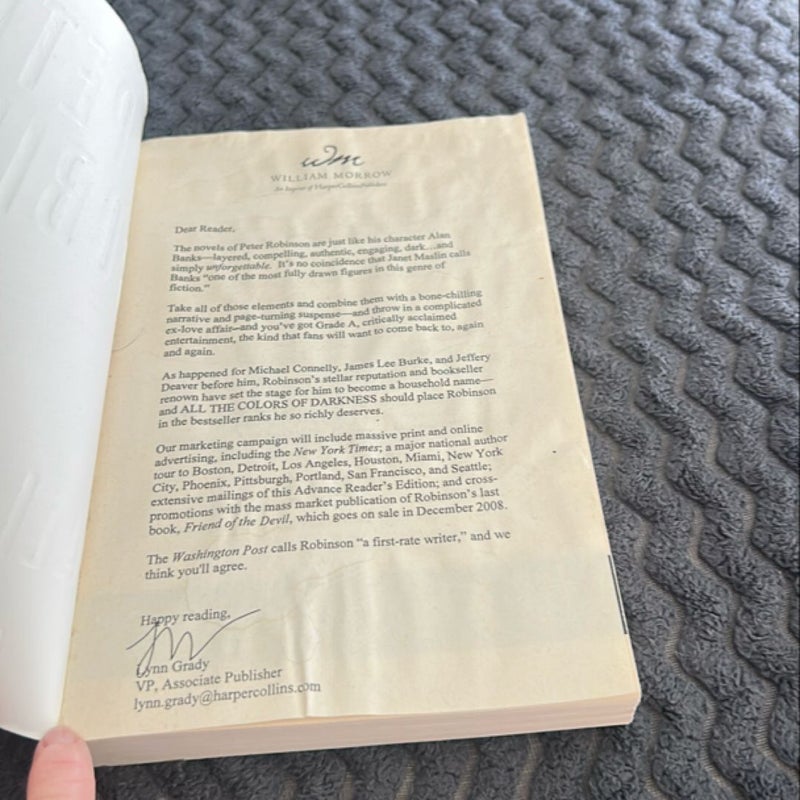 wm
WILLIAM MORROW
An Imprint of HarperCollinsPublishers
Dear Reader,
The novels of Peter Robinson are just like his character Alan
Banks—layered, compelling, authentic, engaging, dark...and
simply unforgettable. It's no coincidence that Janet Maslin calls
Banks "one of the most fully drawn figures in this genre of
fiction."
Take all of those elements and combine them with a bone-chilling
narrative and page-turning suspense—and throw in a complicated
ex-love affair—and you've got Grade A, critically acclaimed
entertainment, the kind that fans will want to come back to, again
and again.
As happened for Michael Connelly, James Lee Burke, and Jeffery
Deaver before him, Robinson's stellar reputation and bookseller
renown have set the stage for him to become a household name—
and ALL THE COLORS OF DARKNESS should place Robinson
in the bestseller ranks he so richly deserves.
Our marketing campaign will include massive print and online
advertising, including the New York Times; a major national author
tour to Boston, Detroit, Los Angeles, Houston, Miami, New York
City, Phoenix, Pittsburgh, Portland, San Francisco, and Seattle;
extensive mailings of this Advance Reader's Edition; and cross-
promotions with the mass market publication of Robinson's last
book, Friend of the Devil, which goes on sale in December 2008.
The Washington Post calls Robinson "a first-rate writer," and we
think you'll agree.
Happy reading,
Lynn Grady
VP, Associate Publisher
lynn.grady@harpercollins.com